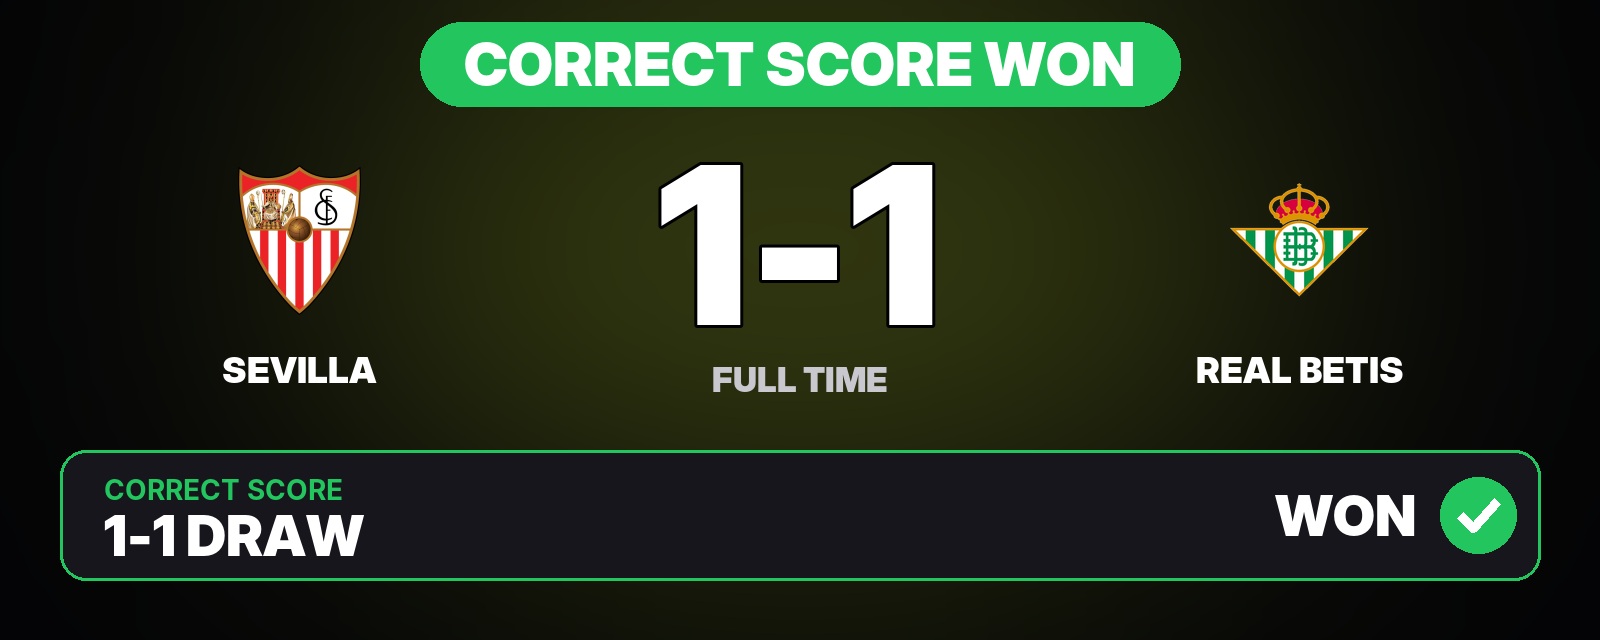 CORRECT SCORE WON
1-1
SEVILLA
REAL BETIS
FULL TIME
CORRECT SCORE
1-1 DRAW
WON